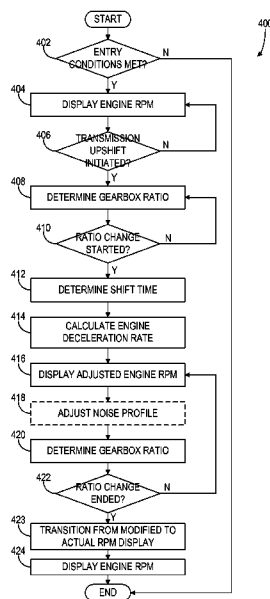 START
400
402
ENTRY
CONDITIONS MET?
N
Y
404
DISPLAY ENGINE RPM
406
TRANSMISSION
UPSHIFT
INITIATED?
N
Y
408
DETERMINE GEARBOX RATIO
410
RATIO CHANGE
STARTED?
N
Y
412
DETERMINE SHIFT TIME
414
CALCULATE ENGINE
DECELERATION RATE
416
DISPLAY ADJUSTED ENGINE RPM
418
ADJUST NOISE PROFILE
420
DETERMINE GEARBOX RATIO
422
RATIO CHANGE
ENDED?
N
Y
423
TRANSITION FROM MODIFIED TO
ACTUAL RPM DISPLAY
424
DISPLAY ENGINE RPM
END